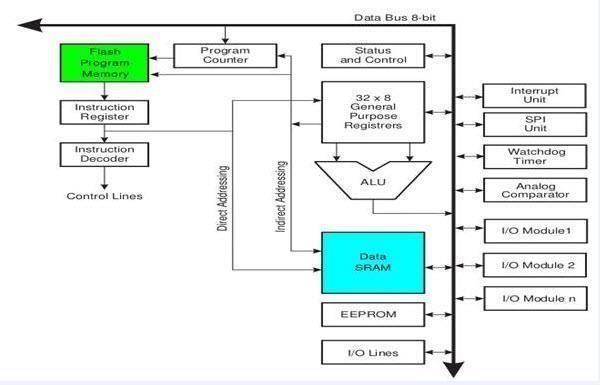 Data Bus 8-bit
Flash
Program
Memory
Program
Counter
Status
and Control
Instruction
Register
32 x 8
General
Purpose
Registrers
Interrupt
Unit
SPI
Unit
Instruction
Decoder
Watchdog
Timer
ALU
Analog
Comparator
Control Lines
Direct Addressing
Indirect Addressing
I/O Module1
Data
SRAM
I/O Module 2
I/O Module n
EEPROM
I/O Lines